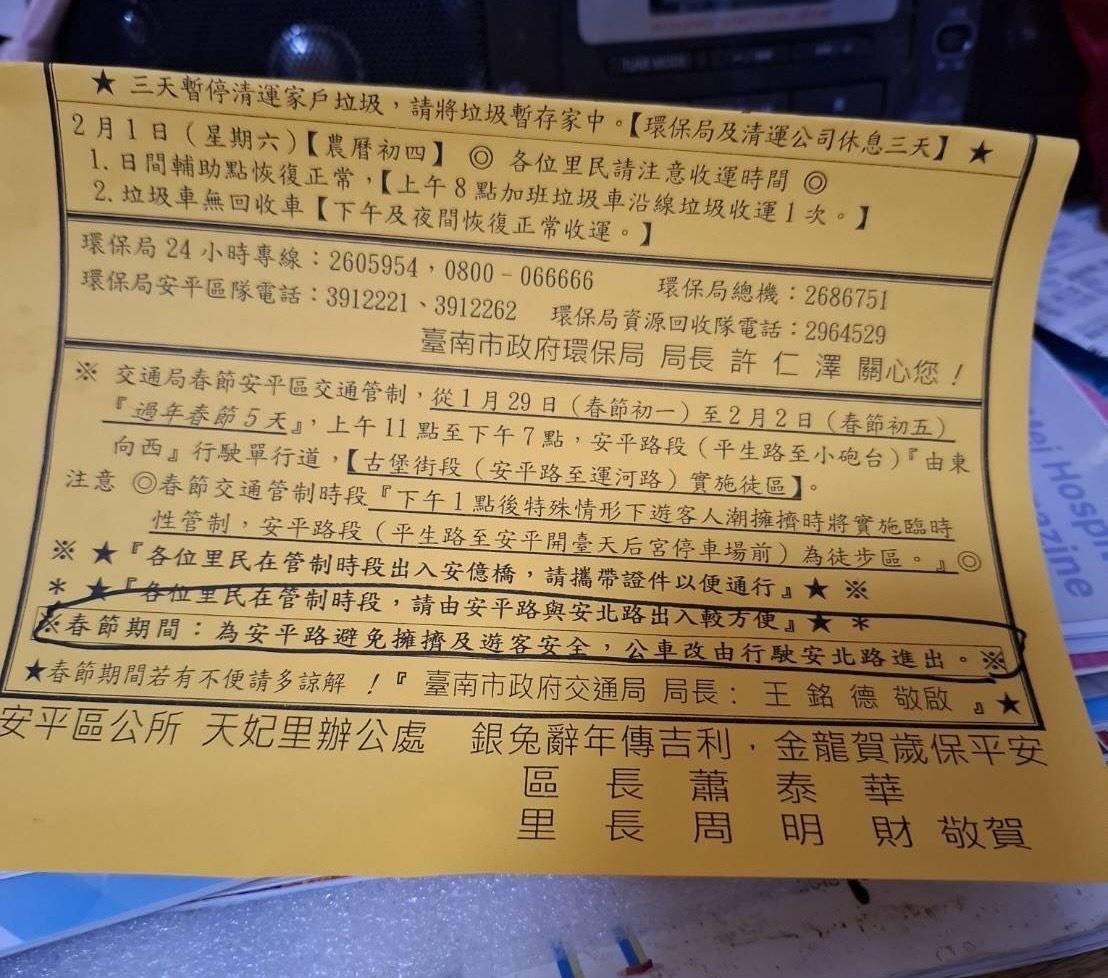 ★ 三天暫停清運家戶垃圾，請將垃圾暫存家中。【環保局及清運公司休息三天】 ★
2月1日（星期六）【農曆初四】 ◎ 各位里民請注意收運時間 ◎
1.日間輔助點恢復正常，【上午8點加班垃圾車沿線垃圾收運1次。】
2.垃圾車無回收車【下午及夜間恢復正常收運。】
環保局24小時專線：2605954，0800–066666 環保局總機：2686751
環保局安平區隊電話：3912221、3912262 環保局資源回收隊電話：2964529
臺南市政府環保局 局長 許仁澤 關心您！
※ 交通局春節安平區交通管制，從1月29日（春節初一）至2月2日（春節初五）
『過年春節5天』，上午11點至下午7點，安平路段（平生路至小砲台）『由東
向西』行駛單行道，【古堡街段（安平路至運河路）實施徒區】。
注意 ◎春節交通管制時段『下午1點後特殊情形下遊客人潮擁擠時將實施臨時
性管制，安平路段（平生路至安平開臺天后宮停車場前）為徒步區。』◎
※ ★『各位里民在管制時段出入安億橋，請攜帶證件以便通行』★ ※
* ★『各位里民在管制時段，請由安平路與安北路出入較方便』★ *
※春節期間：為安平路避免擁擠及遊客安全，公車改由行駛安北路進出。※
★春節期間若有不便請多諒解！『 臺南市政府交通局 局長：王銘德 敬啟 』★
安平區公所 天妃里辦公處 銀兔辭年傳吉利，金龍賀歲保平安
區長蕭泰華
里長周明財 敬賀
Mei Hospi
azine